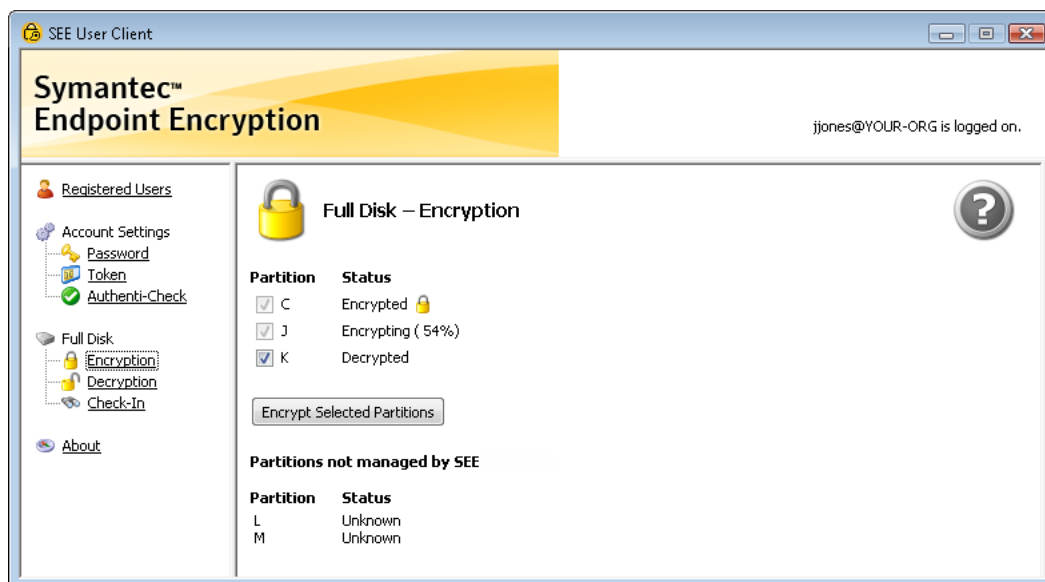 SEE User Client
Symantec™
Endpoint Encryption
jjones@YOUR-ORG is logged on.
Registered Users
Account Settings
Password
Token
Authenti-Check
Full Disk
Encryption
Decryption
Check-In
About
Full Disk – Encryption
?
Partition Status
C Encrypted
J Encrypting ( 54%)
K Decrypted
Encrypt Selected Partitions
Partitions not managed by SEE
Partition Status
L Unknown
M Unknown